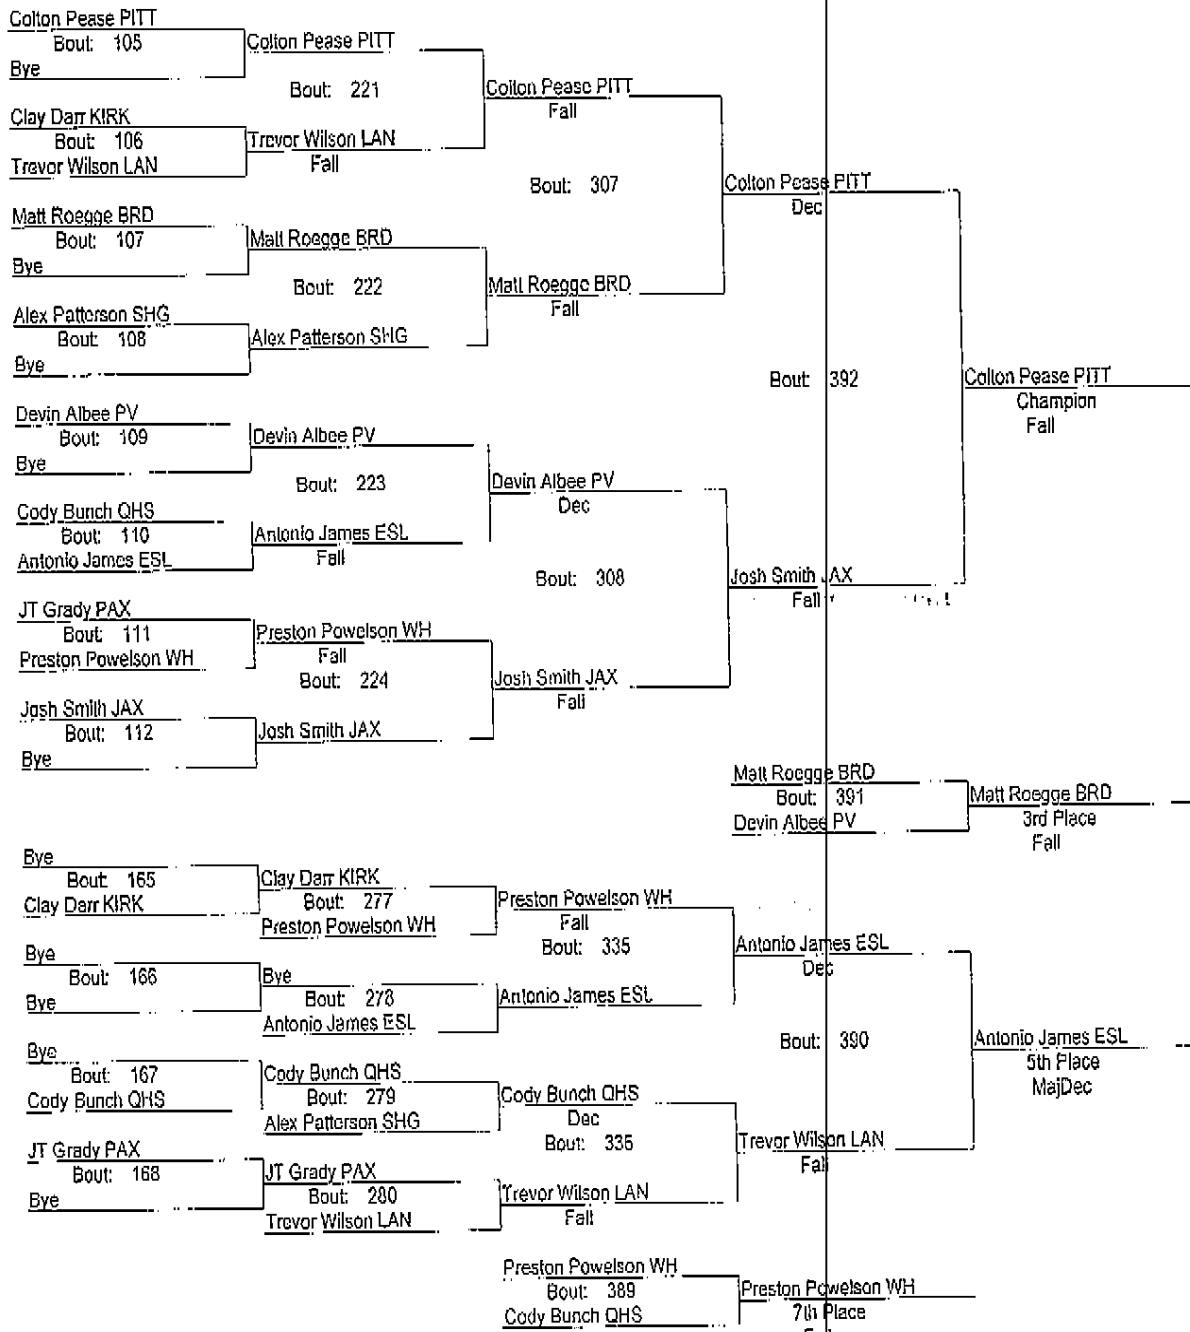 Colton Pease PITT
Bout: 105
Bye
Colton Pease PITT
Bout: 221
Clay Darr KIRK
Bout: 106
Trevor Wilson LAN
Trevor Wilson LAN
Fall
Colton Pease PITT
Fall
Bout: 307
Matt Roegge BRD
Bout: 107
Bye
Matt Roegge BRD
Bout: 222
Alex Patterson SHG
Bout: 108
Bye
Alex Patterson SHG
Matt Roegge BRD
Fall
Colton Pease PITT
Dec
Bout: 392
Colton Pease PITT
Champion
Fall
Devin Albee PV
Bout: 109
Bye
Devin Albee PV
Bout: 223
Cody Bunch QHS
Bout: 110
Antonio James ESL
Antonio James ESL
Fall
Devin Albee PV
Dec
Bout: 308
JT Grady PAX
Bout: 111
Preston Powelson WH
Preston Powelson WH
Fall
Bout: 224
Josh Smith JAX
Bout: 112
Bye
Josh Smith JAX
Josh Smith JAX
Fall
Josh Smith JAX
Fall
Matt Roegge BRD
Bout: 391
Devin Albee PV
Matt Roegge BRD
3rd Place
Fall
Bye
Bout: 165
Clay Darr KIRK
Clay Darr KIRK
Bout: 277
Preston Powelson WH
Preston Powelson WH
Fall
Bout: 335
Bye
Bout: 166
Bye
Bye
Bout: 278
Antonio James ESL
Antonio James ESL
Antonio James ESL
Dec
Bout: 390
Antonio James ESL
5th Place
MajDec
Bye
Bout: 167
Cody Bunch QHS
Cody Bunch QHS
Bout: 279
Alex Patterson SHG
Cody Bunch QHS
Dec
Bout: 336
JT Grady PAX
Bout: 168
Bye
JT Grady PAX
Bout: 280
Trevor Wilson LAN
Trevor Wilson LAN
Fall
Trevor Wilson LAN
Fall
Preston Powelson WH
Bout: 389
Cody Bunch QHS
Preston Powelson WH
7th Place